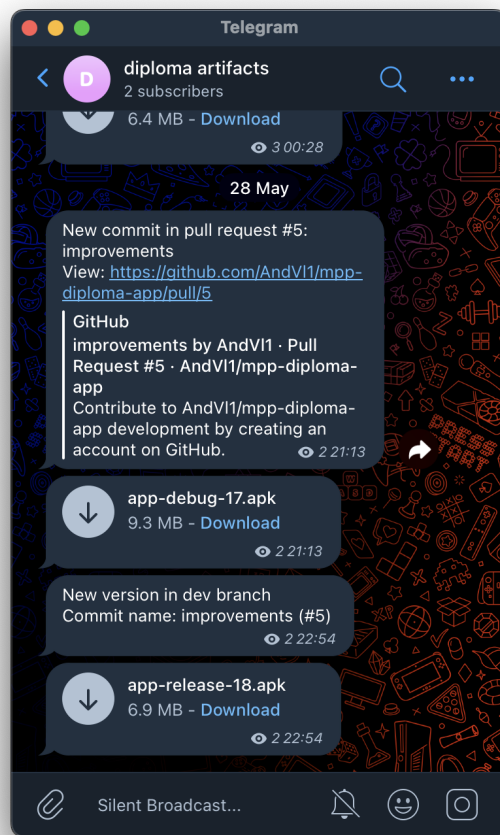 Telegram
D
diploma artifacts
2 subscribers
6.4 MB - Download
3 00:28
28 May
New commit in pull request #5:
improvements
View: https://github.com/AndVl1/mpp-
diploma-app/pull/5
GitHub
improvements by AndVl1 · Pull
Request #5 · AndVl1/mpp-diploma-
app
Contribute to AndVl1/mpp-diploma-
app development by creating an
account on GitHub.
2 21:13
app-debug-17.apk
9.3 MB - Download
2 21:13
New version in dev branch
Commit name: improvements (#5)
2 22:54
app-release-18.apk
6.9 MB - Download
2 22:54
PRESS
START
Silent Broadcast...